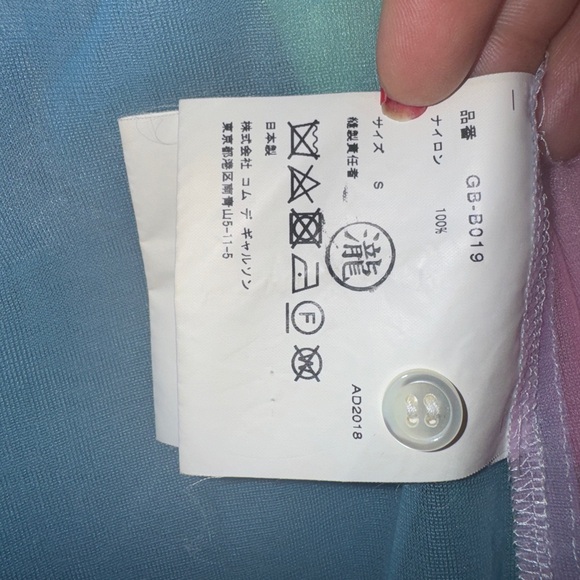 品番 GB-B019
ナイロン 100%
サイズ S
縫製責任者
瀧
F
W
日本製
株式会社 コム デ ギャルソン
東京都港区南青山5-11-5
AD2018